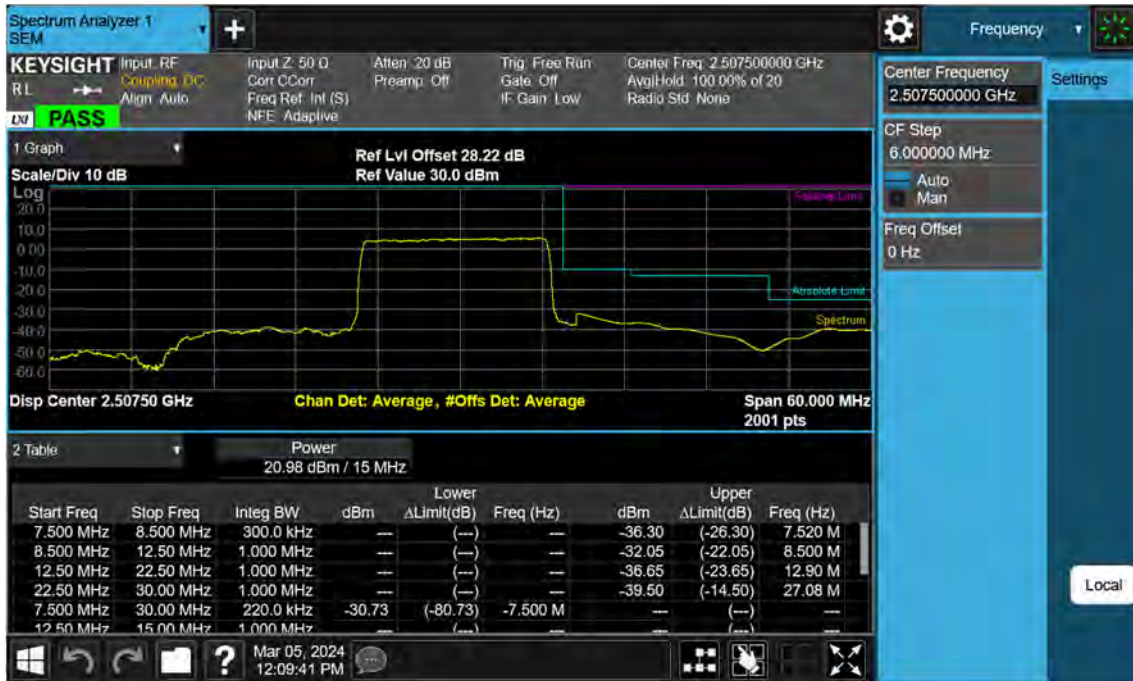 Spectrum Analyzer 1
SEM
Frequency
KEYSIGHT
RL
LXI
PASS
Input: RF
Coupling: DC
Align: Auto
Input Z: 50 Ω
Corr CCorr
Freq Ref: Int (S)
NFE: Adaptive
Atten: 20 dB
Preamp: Off
Trig: Free Run
Gate: Off
IF Gain: Low
Center Freq: 2.507500000 GHz
Avg|Hold: 100.00% of 20
Radio Std: None
Center Frequency
2.507500000 GHz
Settings
CF Step
6.000000 MHz
Auto
Man
Freq Offset
0 Hz
Local
1 Graph
Scale/Div 10 dB
Ref Lvl Offset 28.22 dB
Ref Value 30.0 dBm
Log
20.0
10.0
0.00
-10.0
-20.0
-30.0
-40.0
-50.0
-60.0
Relative Limit
Absolute Limit
Spectrum
Disp Center 2.50750 GHz
Chan Det: Average, #Offs Det: Average
Span 60.000 MHz
2001 pts
2 Table
Power
20.98 dBm / 15 MHz
Lower Upper
Start Freq Stop Freq Integ BW dBm ΔLimit(dB) Freq (Hz) dBm ΔLimit(dB) Freq (Hz)
7.500 MHz 8.500 MHz 300.0 kHz --- (---) --- -36.30 (-26.30) 7.520 M
8.500 MHz 12.50 MHz 1.000 MHz --- (---) --- -32.05 (-22.05) 8.500 M
12.50 MHz 22.50 MHz 1.000 MHz --- (---) --- -36.65 (-23.65) 12.90 M
22.50 MHz 30.00 MHz 1.000 MHz --- (---) --- -39.50 (-14.50) 27.08 M
7.500 MHz 30.00 MHz 220.0 kHz -30.73 (-80.73) -7.500 M --- (---) ---
12.50 MHz 15.00 MHz 1.000 MHz --- (---) --- --- (---) ---
?
Mar 05, 2024
12:09:41 PM